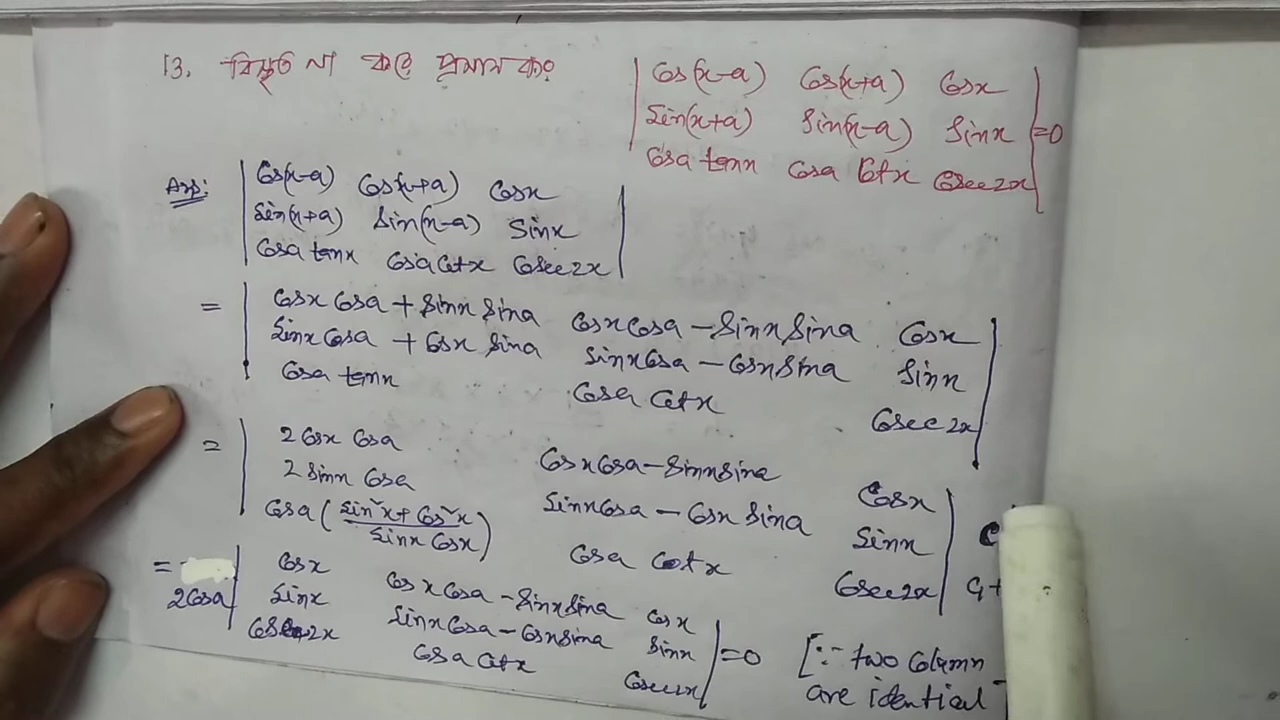 13. বিস্তৃতি না করে প্রমাণ কর | cos(x-a) cos(x+a) cosx
sin(x+a) sin(x-a) sinx | =0
cosa tanx cosa cotx cosec2x |
Ans: | cos(x-a) cos(x+a) cosx
sin(x+a) sin(x-a) sinx
cosa tanx cosa cotx cosec2x |
= | cosx cosa + sinx sina cosx cosa - sinx sina cosx
sinx cosa + cosx sina sinx cosa - cosx sina sinx
cosa tanx cosa cotx cosec2x |
= | 2cosx cosa cosx cosa - sinx sina cosx
2 sinx cosa sinx cosa - cosx sina sinx
cosa ( sin²x + cos²x / sinx cosx ) cosa cotx cosec2x |
= 2cosa | cosx cosx cosa - sinx sina cosx
sinx sinx cosa - cosx sina sinx
cosec2x cosa cotx cosec2x | =0 [∵ two column
are identical